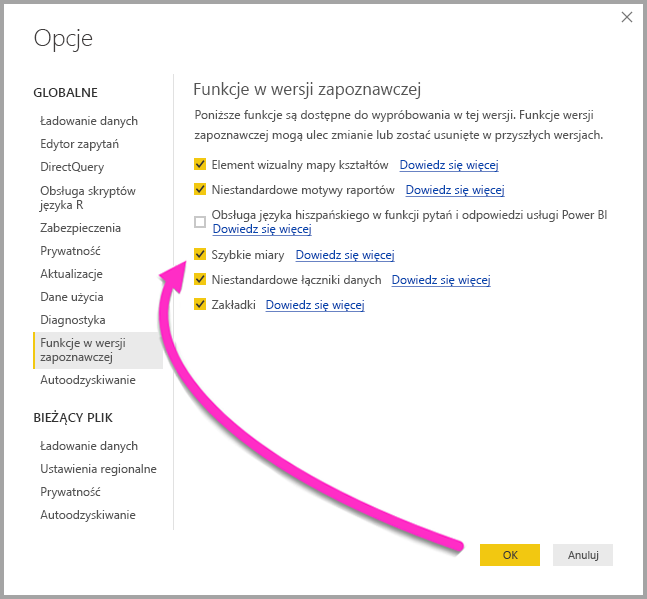 Opcje
GLOBALNE
Ładowanie danych
Edytor zapytań
DirectQuery
Obsługa skryptów
języka R
Zabezpieczenia
Prywatność
Aktualizacje
Dane użycia
Diagnostyka
Funkcje w wersji
zapoznawczej
Autoodzyskiwanie
BIEŻĄCY PLIK
Ładowanie danych
Ustawienia regionalne
Prywatność
Autoodzyskiwanie
Funkcje w wersji zapoznawczej
Poniższe funkcje są dostępne do wypróbowania w tej wersji. Funkcje wersji
zapoznawczej mogą ulec zmianie lub zostać usunięte w przyszłych wersjach.
Element wizualny mapy kształtów Dowiedz się więcej
Niestandardowe motywy raportów Dowiedz się więcej
Obsługa języka hiszpańskiego w funkcji pytań i odpowiedzi usługi Power BI
Dowiedz się więcej
Szybkie miary Dowiedz się więcej
Niestandardowe łączniki danych Dowiedz się więcej
Zakładki Dowiedz się więcej
OK Anuluj